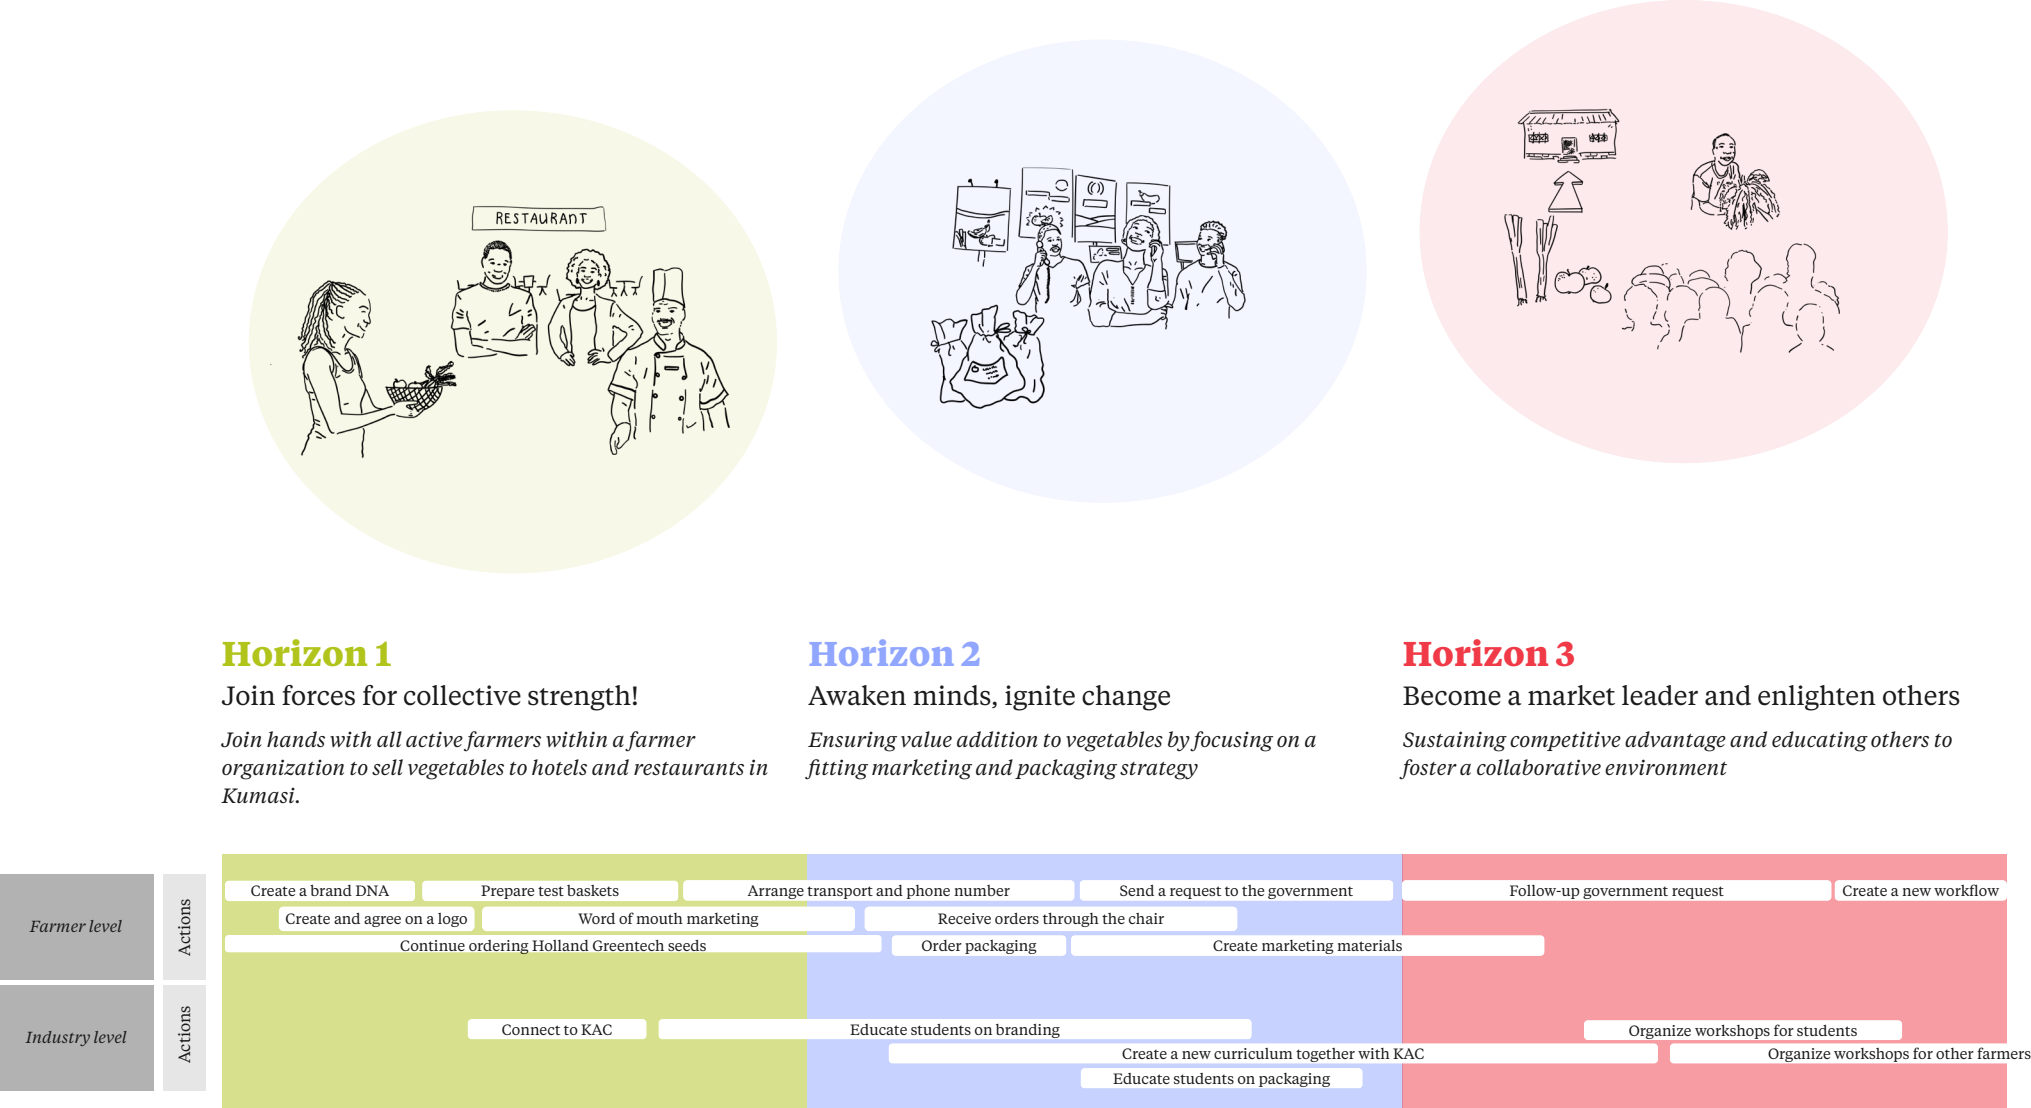 RESTAURANT
Horizon 1
Join forces for collective strength!
Join hands with all active farmers within a farmer
organization to sell vegetables to hotels and restaurants in
Kumasi.
Horizon 2
Awaken minds, ignite change
Ensuring value addition to vegetables by focusing on a
fitting marketing and packaging strategy
Horizon 3
Become a market leader and enlighten others
Sustaining competitive advantage and educating others to
foster a collaborative environment
Farmer level
Actions
Create a brand DNA
Prepare test baskets
Arrange transport and phone number
Send a request to the government
Follow-up government request
Create a new workflow
Create and agree on a logo
Word of mouth marketing
Receive orders through the chair
Continue ordering Holland Greentech seeds
Order packaging
Create marketing materials
Industry level
Actions
Connect to KAC
Educate students on branding
Organize workshops for students
Create a new curriculum together with KAC
Organize workshops for other farmers
Educate students on packaging